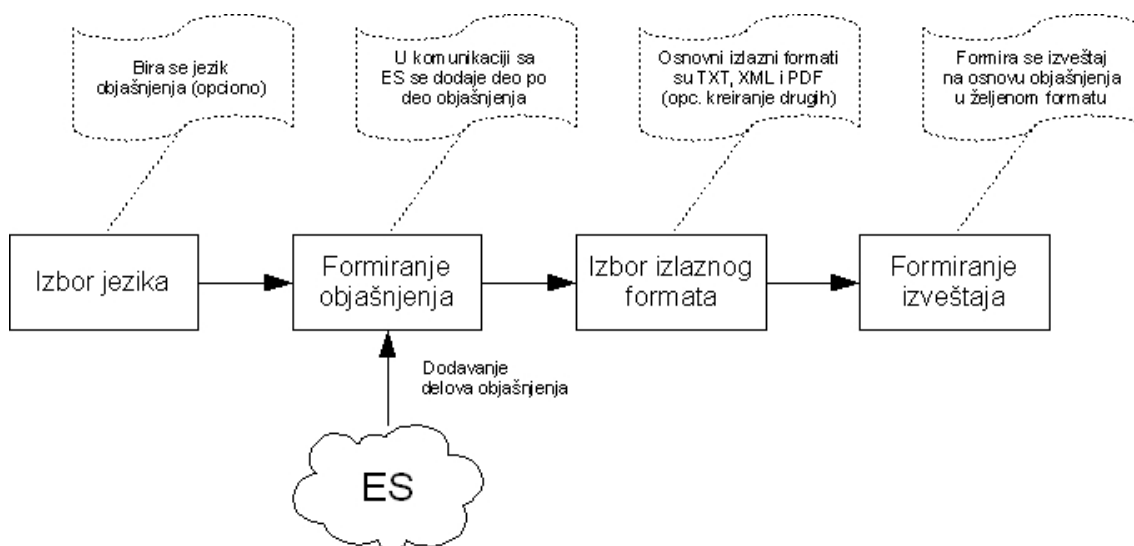 Bira se jezik
objašnjenja (opciono)
U komunikaciji sa
ES se dodaje deo po
deo objašnjenja
Osnovni izlazni formati
su TXT, XML i PDF
(opc. kreiranje drugih)
Formira se izveštaj
na osnovu objašnjenja
u željenom formatu
Izbor jezika
Formiranje
objašnjenja
Izbor izlaznog
formata
Formiranje
izveštaja
Dodavanje
delova objašnjenja
ES